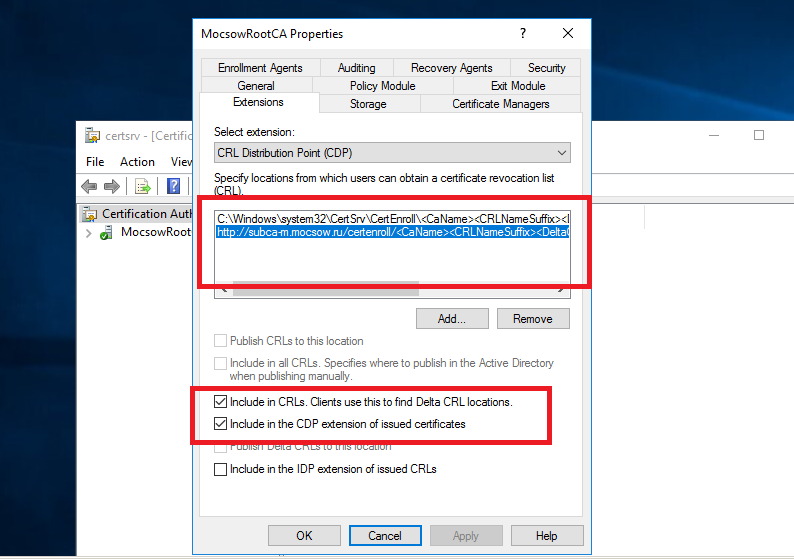 MocsowRootCA Properties
?
Enrollment Agents Auditing Recovery Agents Security
General Policy Module Exit Module
Extensions Storage Certificate Managers
certsrv - [Certific
File Action View
Certification Auth
MocsowRoot
Select extension:
CRL Distribution Point (CDP)
Specify locations from which users can obtain a certificate revocation list
(CRL).
C:\Windows\system32\CertSrv\CertEnroll\<CaName><CRLNameSuffix><
http://subca-m.mocsow.ru/certenroll/<CaName><CRLNameSuffix><Delta
Add... Remove
Publish CRLs to this location
Include in all CRLs. Specifies where to publish in the Active Directory
when publishing manually.
Include in CRLs. Clients use this to find Delta CRL locations.
Include in the CDP extension of issued certificates
Publish Delta CRLs to this location
Include in the IDP extension of issued CRLs
OK Cancel Apply Help